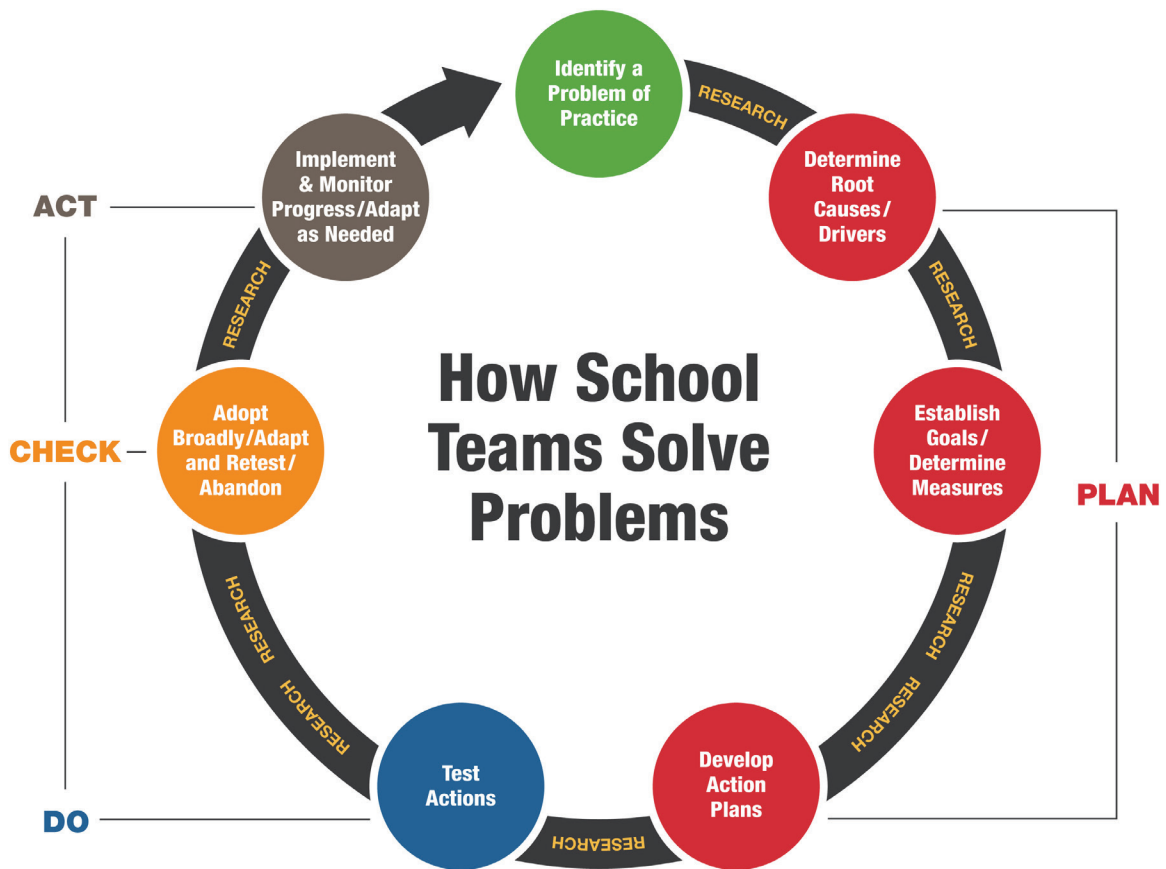 How School
Teams Solve
Problems
Identify a
Problem of
Practice
RESEARCH
Determine
Root
Causes/
Drivers
RESEARCH
Establish
Goals/
Determine
Measures
PLAN
RESEARCH
RESEARCH
Develop
Action
Plans
RESEARCH
Test
Actions
DO
RESEARCH
RESEARCH
Adopt
Broadly/Adapt
and Retest/
Abandon
CHECK
RESEARCH
Implement
& Monitor
Progress/Adapt
as Needed
ACT